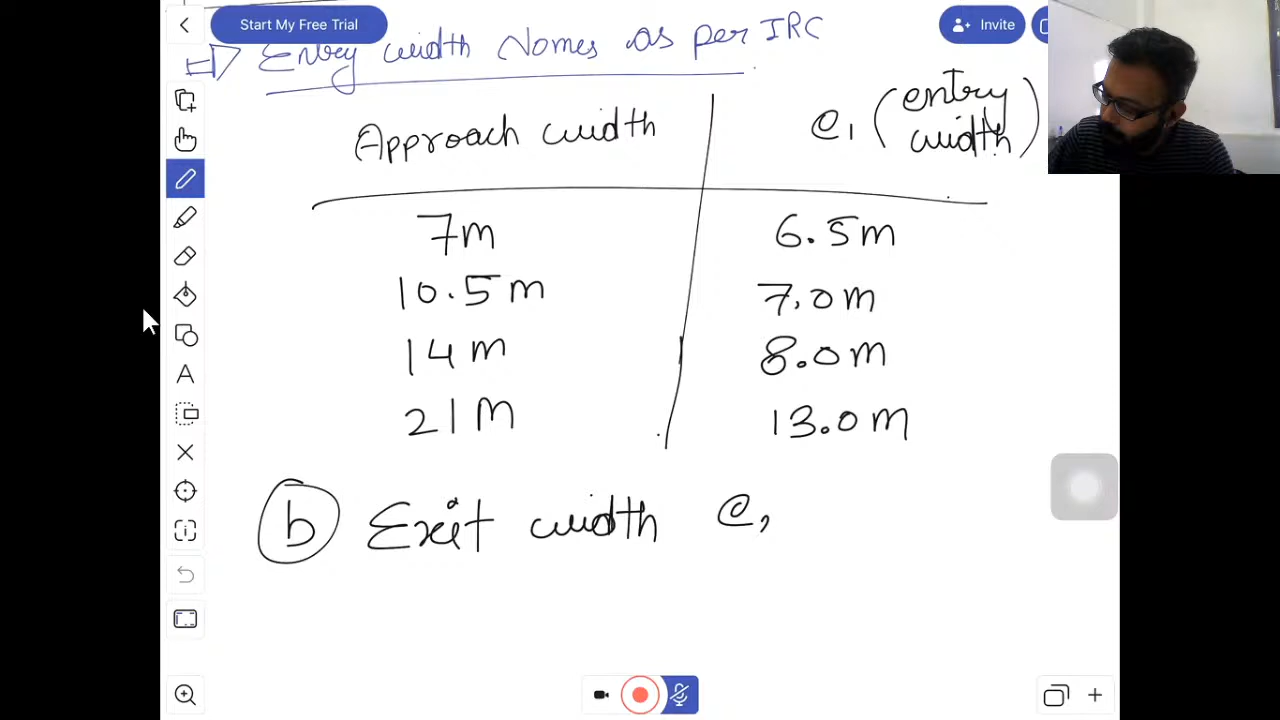 Start My Free Trial
Invite
Entry width Nomes as per IRC
Approach width
e1 (entry width)
7m
6.5m
10.5m
7.0m
14m
8.0m
21m
13.0m
b Exit width e,